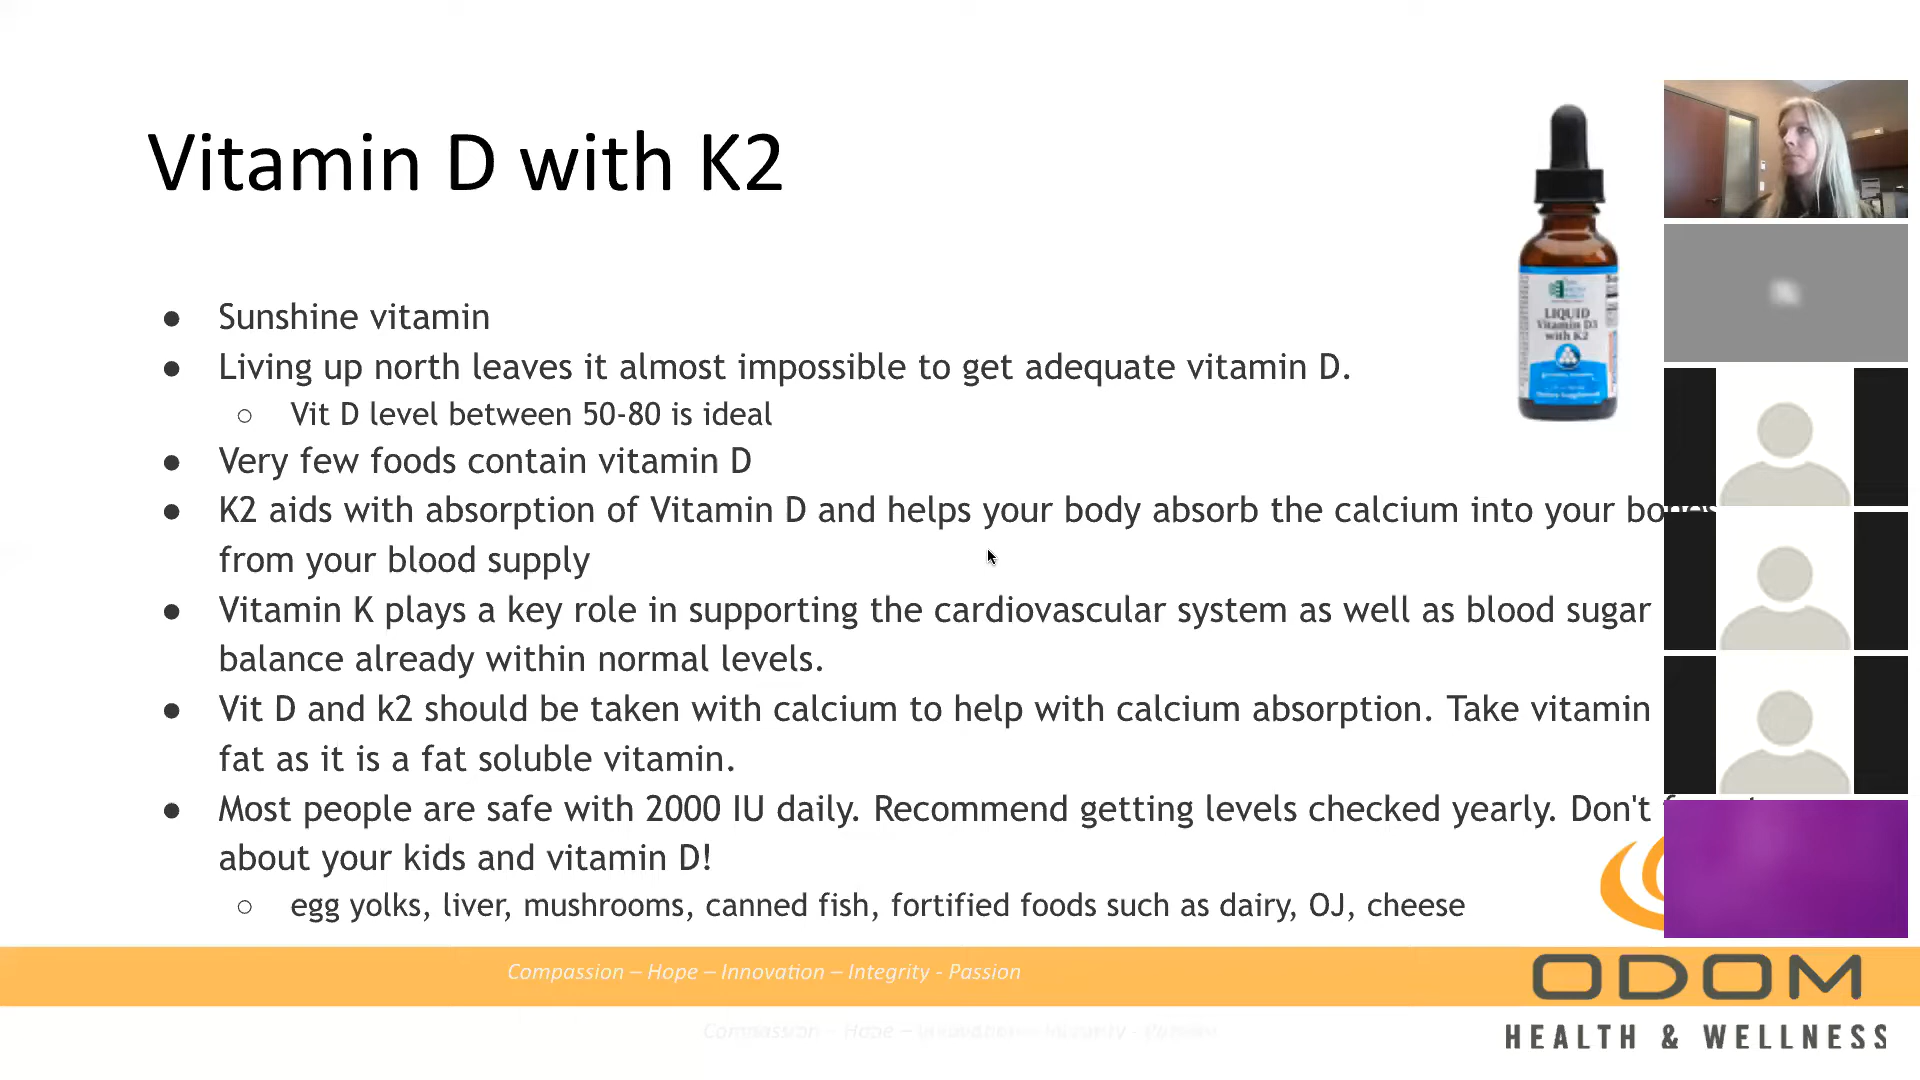 Vitamin D with K2
● Sunshine vitamin
● Living up north leaves it almost impossible to get adequate vitamin D.
○ Vit D level between 50-80 is ideal
● Very few foods contain vitamin D
● K2 aids with absorption of Vitamin D and helps your body absorb the calcium into your bones
from your blood supply
● Vitamin K plays a key role in supporting the cardiovascular system as well as blood sugar
balance already within normal levels.
● Vit D and k2 should be taken with calcium to help with calcium absorption. Take vitamin
fat as it is a fat soluble vitamin.
● Most people are safe with 2000 IU daily. Recommend getting levels checked yearly. Don't
about your kids and vitamin D!
○ egg yolks, liver, mushrooms, canned fish, fortified foods such as dairy, OJ, cheese
LIQUID
Vitamin D3
with K2
Compassion – Hope – Innovation – Integrity - Passion
ODOM
HEALTH & WELLNESS